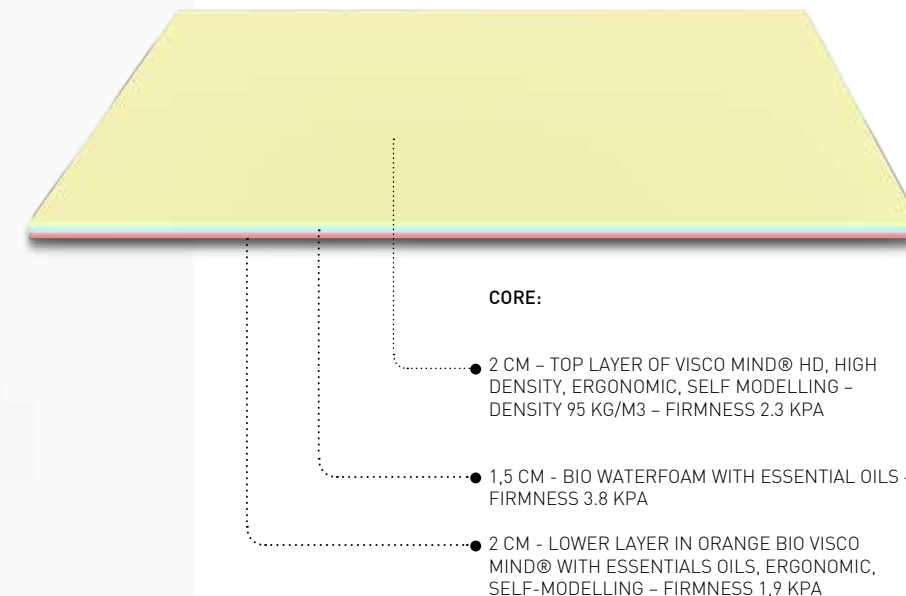 CORE:
2 CM – TOP LAYER OF VISCO MIND® HD, HIGH
DENSITY, ERGONOMIC, SELF MODELLING –
DENSITY 95 KG/M3 – FIRMNESS 2.3 KPA
1,5 CM - BIO WATERFOAM WITH ESSENTIAL OILS -
FIRMNESS 3.8 KPA
2 CM - LOWER LAYER IN ORANGE BIO VISCO
MIND® WITH ESSENTIALS OILS, ERGONOMIC,
SELF-MODELLING – FIRMNESS 1,9 KPA